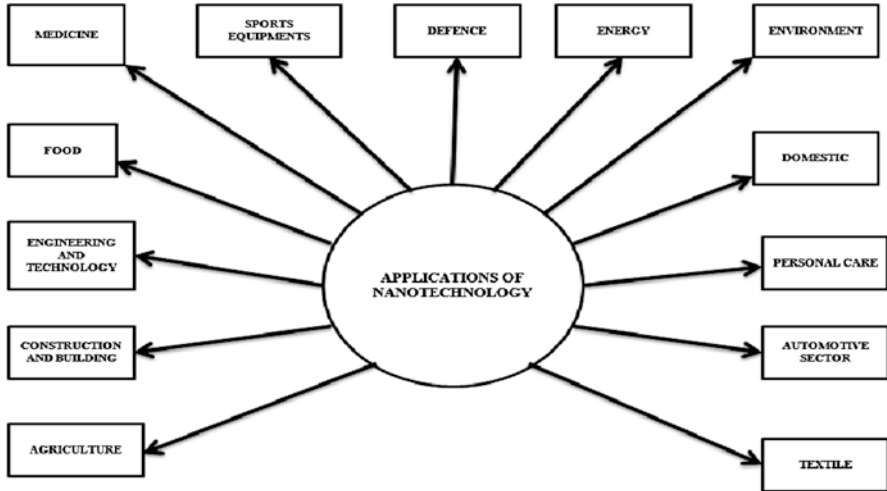 MEDICINE
SPORTS
EQUIPMENTS
DEFENCE
ENERGY
ENVIRONMENT
FOOD
DOMESTIC
ENGINEERING
AND
TECHNOLOGY
APPLICATIONS OF
NANOTECHNOLOGY
PERSONAL CARE
CONSTRUCTION
AND BUILDING
AUTOMOTIVE
SECTOR
AGRICULTURE
TEXTILE